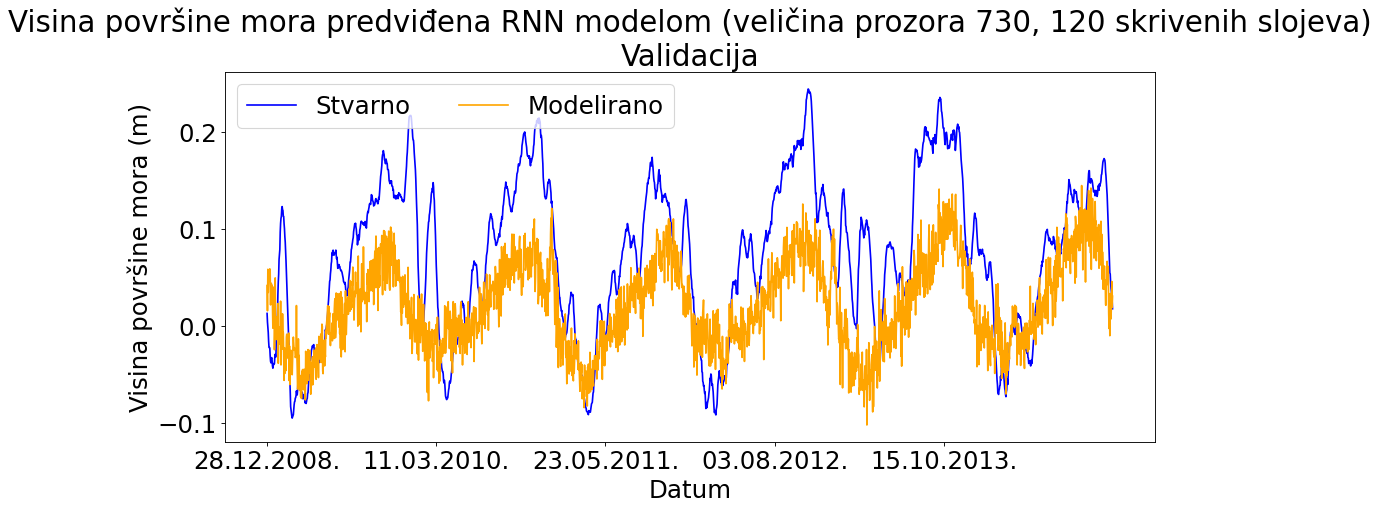 Visina površine mora predviđena RNN modelom (veličina prozora 730, 120 skrivenih slojeva)
Validacija
Stvarno
Modelirano
Visina površine mora (m)
0.2
0.1
0.0
−0.1
28.12.2008.
11.03.2010.
23.05.2011.
03.08.2012.
15.10.2013.
Datum